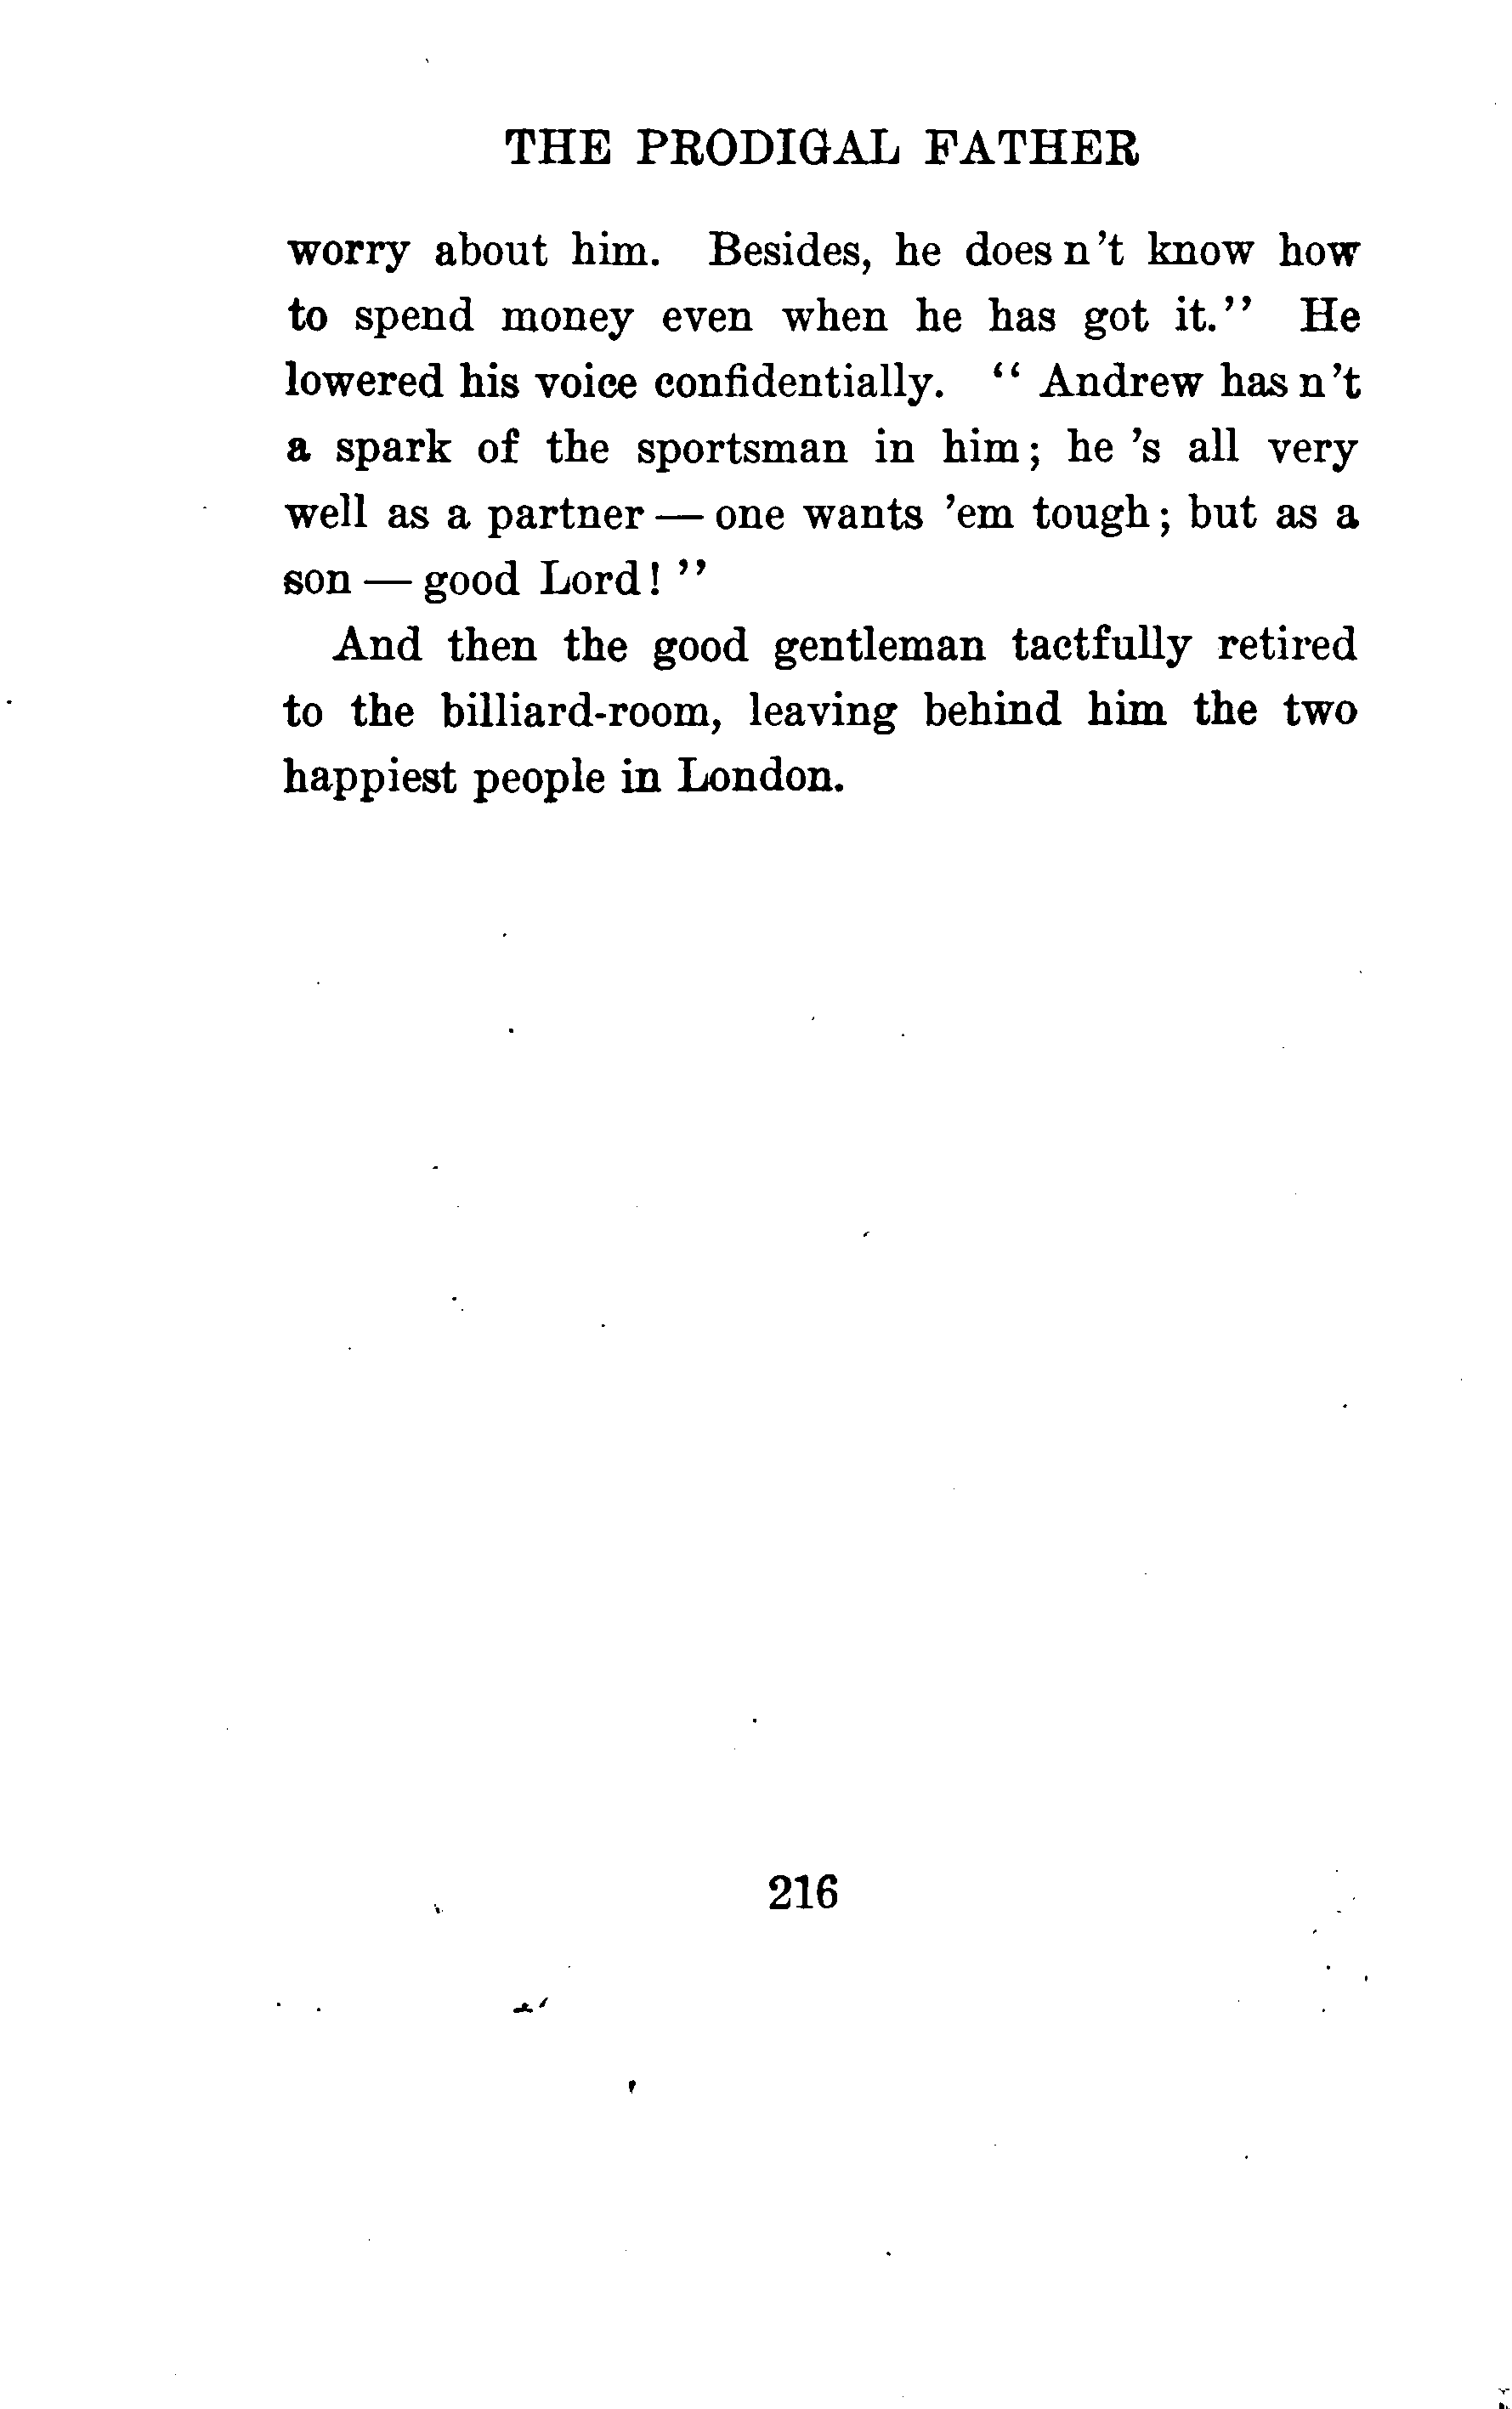 THE PRODIGAL FATHER
worry about him. Besides, he does n't know how
to spend money even when he has got it." He
lowered his voice confidentially. "Andrew has n't
a spark of the sportsman in him; he 's all very
well as a partner — one wants 'em tough; but as a
son — good Lord!"
And then the good gentleman tactfully retired
to the billiard-room, leaving behind him the two
happiest people in London.
216